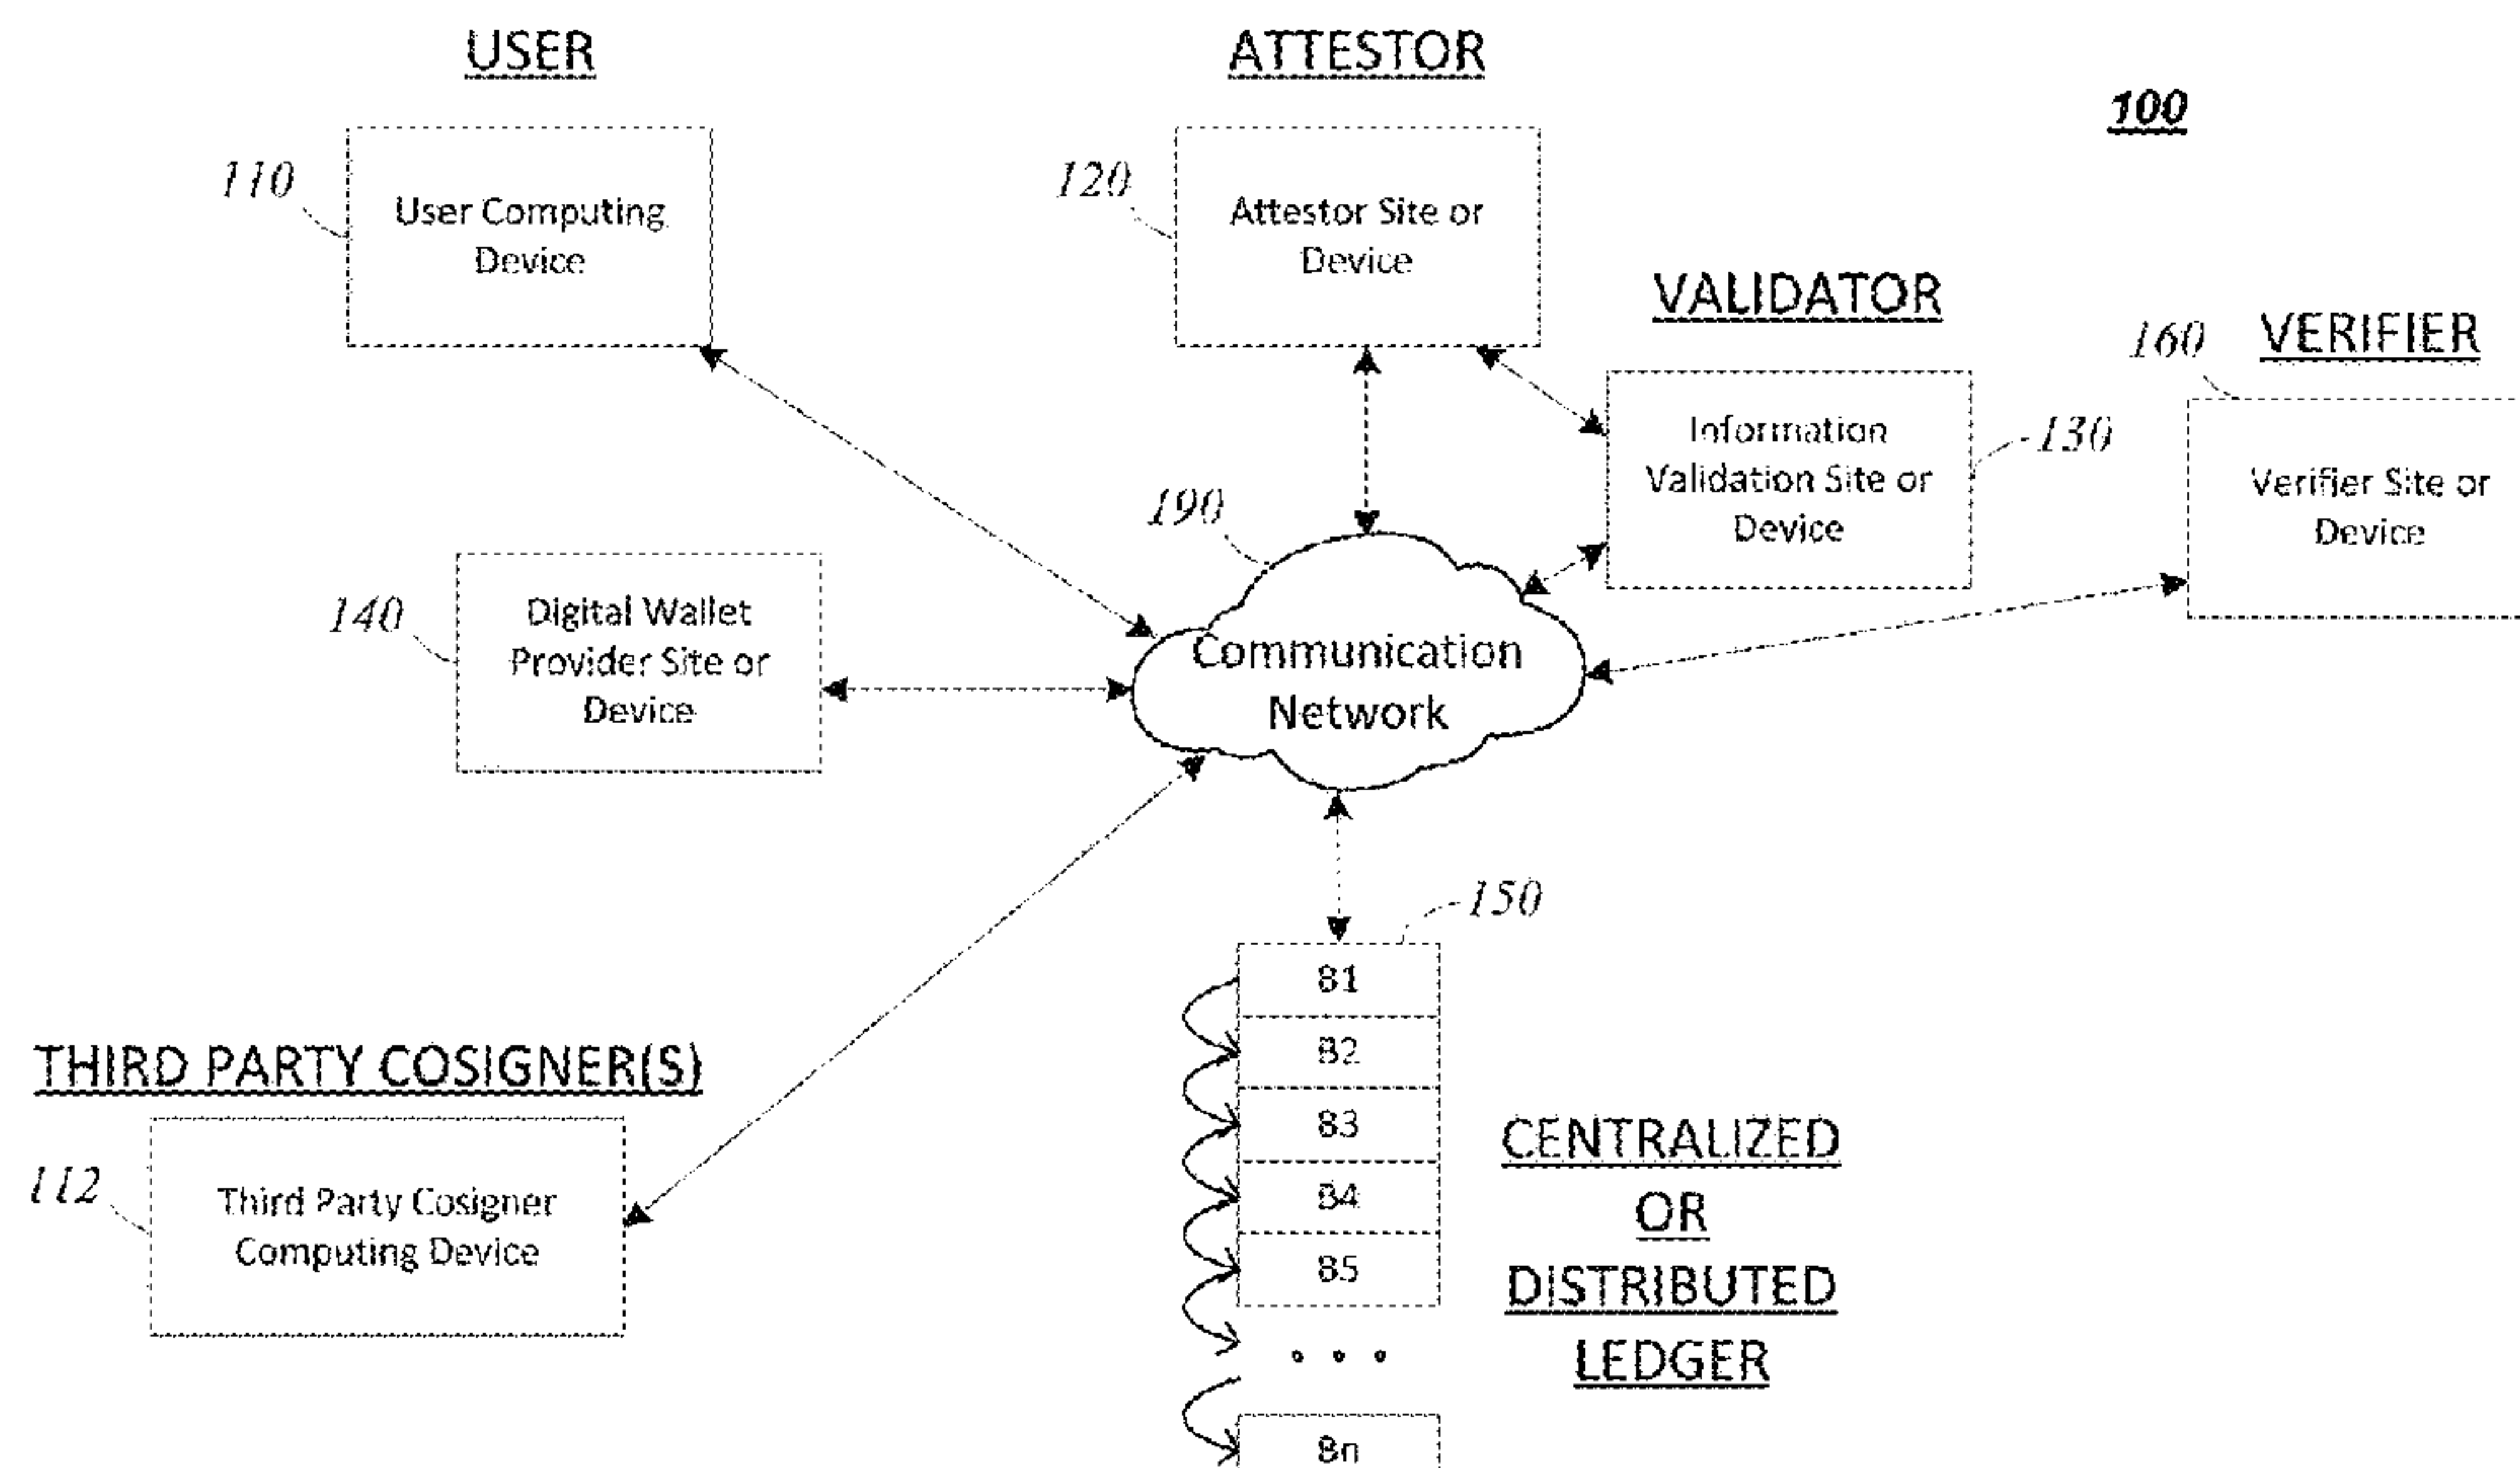 USER
ATTESTOR
100
110
User Computing
Device
120
Attestor Site or
Device
VALIDATOR
160
VERIFIER
Information
Validation Site or
Device
130
Verifier Site or
Device
190
140
Digital Wallet
Provider Site or
Device
Communication
Network
150
B1
B2
B3
B4
B5
• • •
Bn
THIRD PARTY COSIGNER(S)
112
Third Party Cosigner
Computing Device
CENTRALIZED
OR
DISTRIBUTED
LEDGER